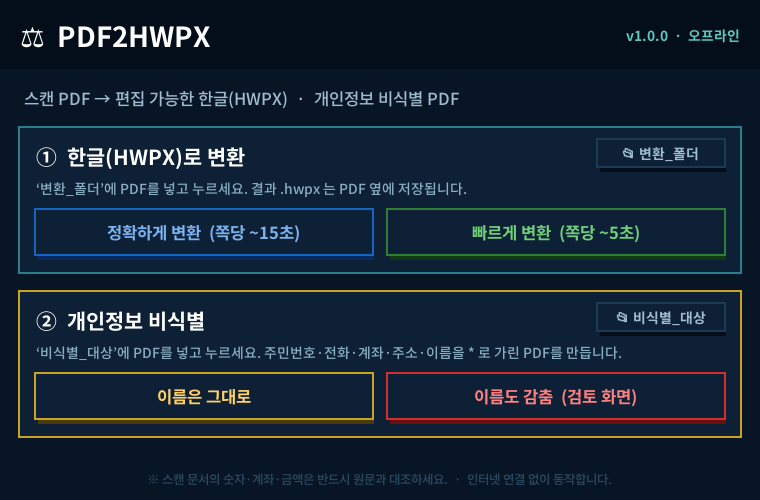 ⚖ PDF2HWPX
v1.0.0 · 오프라인
스캔 PDF → 편집 가능한 한글(HWPX) · 개인정보 비식별 PDF
① 한글(HWPX)로 변환
📂 변환_폴더
‘변환_폴더’에 PDF를 넣고 누르세요. 결과 .hwpx 는 PDF 옆에 저장됩니다.
정확하게 변환 (쪽당 ~15초)
빠르게 변환 (쪽당 ~5초)
② 개인정보 비식별
📂 비식별_대상
‘비식별_대상’에 PDF를 넣고 누르세요. 주민번호·전화·계좌·주소·이름을 * 로 가린 PDF를 만듭니다.
이름은 그대로
이름도 감춤 (검토 화면)
※ 스캔 문서의 숫자·계좌·금액은 반드시 원문과 대조하세요. · 인터넷 연결 없이 동작합니다.